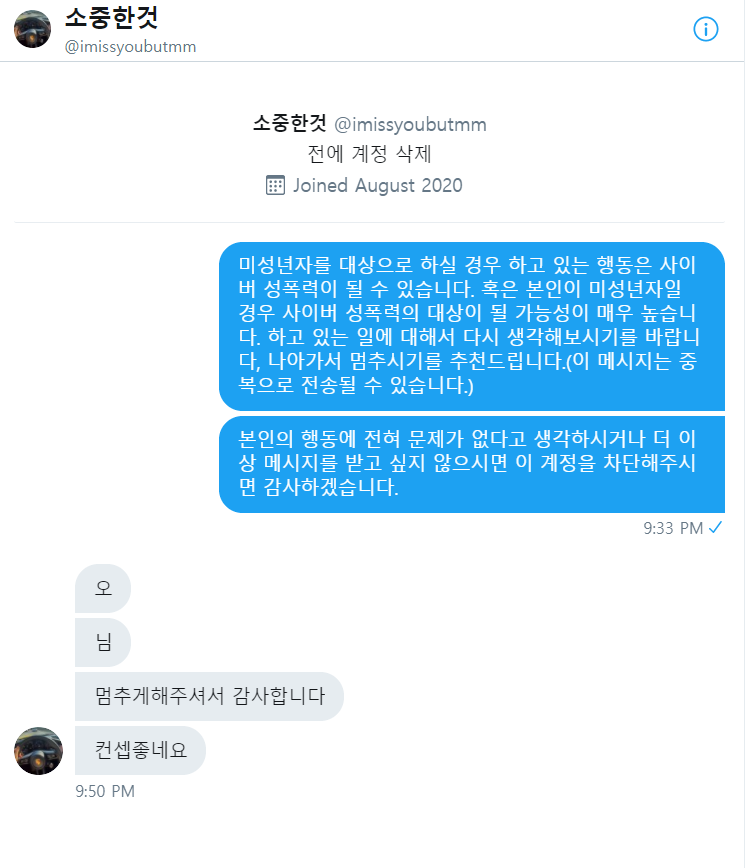 소중한것
@imissyoubutmm
소중한것 @imissyoubutmm
전에 계정 삭제
Joined August 2020
미성년자를 대상으로 하실 경우 하고 있는 행동은 사이
버 성폭력이 될 수 있습니다. 혹은 본인이 미성년자일
경우 사이버 성폭력의 대상이 될 가능성이 매우 높습니
다. 하고 있는 일에 대해서 다시 생각해보시기를 바랍니
다, 나아가서 멈추시기를 추천드립니다.(이 메시지는 중
복으로 전송될 수 있습니다.)
본인의 행동에 전혀 문제가 없다고 생각하시거나 더 이
상 메시지를 받고 싶지 않으시면 이 계정을 차단해주시
면 감사하겠습니다.
9:33 PM
오
님
멈추게해주셔서 감사합니다
컨셉좋네요
9:50 PM